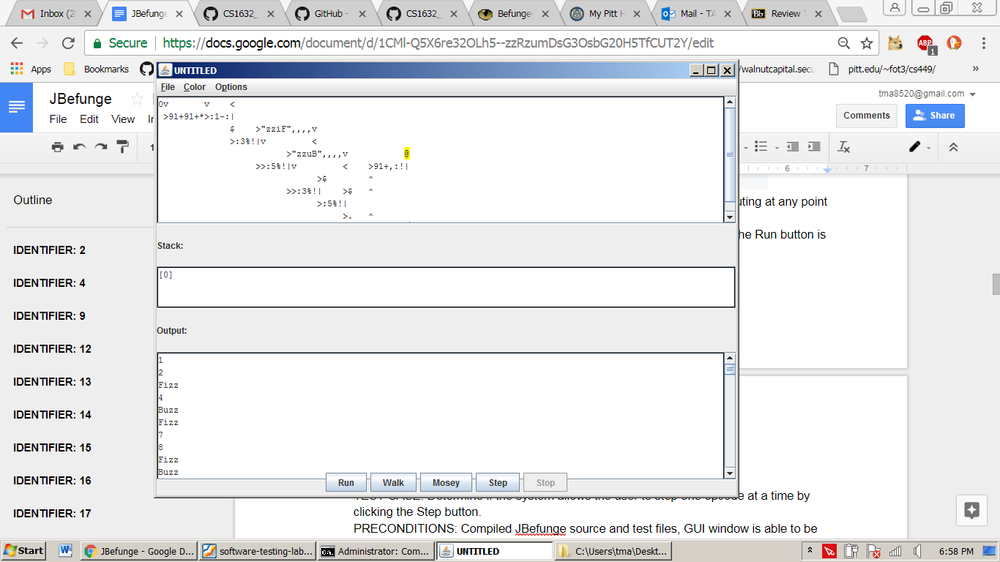 Inbox (2
JBefunge
CS1632_
GitHub -
CS1632_
Befunge-
My Pitt H
Mail - TA
Review T
Secure
https://docs.google.com/document/d/1CMl-Q5X6re32OLh5--zzRzumDsG3OsbG20H5TfCUT2Y/edit
ABP
1
Apps
Bookmarks
/walnutcapital.secu
pitt.edu/~fot3/cs449/
»
JBefunge
tma8520@gmail.com
File Edit View In
Comments
Share
6 7
Outline
IDENTIFIER: 2
IDENTIFIER: 4
IDENTIFIER: 9
IDENTIFIER: 12
IDENTIFIER: 13
IDENTIFIER: 14
IDENTIFIER: 15
IDENTIFIER: 16
IDENTIFIER: 17
UNTITLED
File Color Options
0v       v    <
 >91+91+*>:1-:|
              $    >"zziF",,,,v
              >:3%!|v         <
                         >"zzuB",,,,v           @
                   >>:5%!|v         <    >91+,:!|
                               >$        ^
                         >>:3%!|    >$   ^
                               >:5%!|
                                    >.   ^
Stack:
[0]
Output:
1
2
Fizz
4
Buzz
Fizz
7
8
Fizz
Buzz
Run Walk Mosey Step Stop
uting at any point
he Run button is
TEST CASE: Determine if the system allows the user to step one opcode at a time by
clicking the Step button.
PRECONDITIONS: Compiled JBefunge source and test files, GUI window is able to be
Start
W
JBefunge - Google D...
software-testing-lab...
Administrator: Com...
UNTITLED
C:\Users\tma\Deskt...
6:58 PM